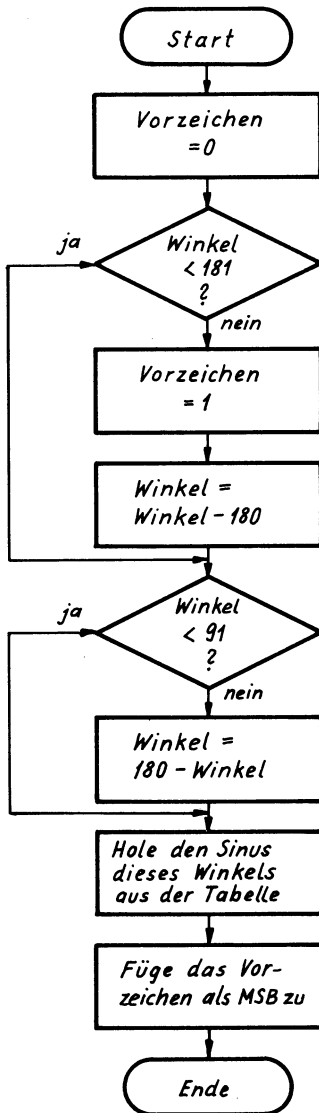 Start
Vorzeichen
=0
ja
Winkel
< 181
?
nein
Vorzeichen
= 1
Winkel =
Winkel - 180
ja
Winkel
< 91
?
nein
Winkel =
180 - Winkel
Hole den Sinus
dieses Winkels
aus der Tabelle
Füge das Vor-
zeichen als MSB zu
Ende